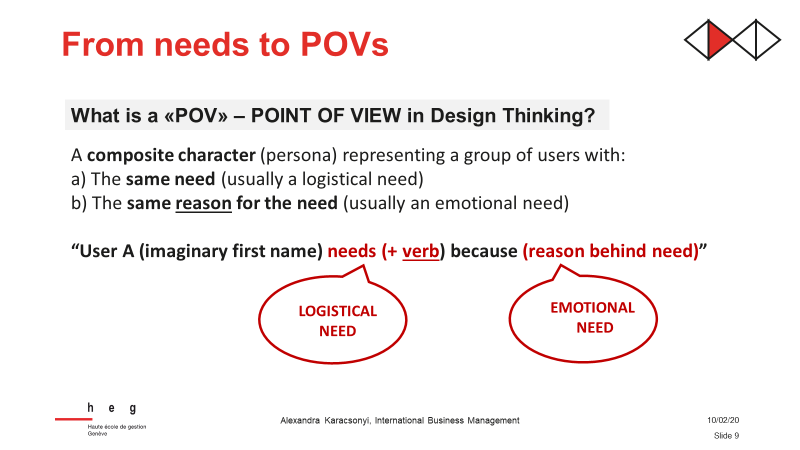 From needs to POVs
What is a «POV» – POINT OF VIEW in Design Thinking?
A composite character (persona) representing a group of users with:
a) The same need (usually a logistical need)
b) The same reason for the need (usually an emotional need)
“User A (imaginary first name) needs (+ verb) because (reason behind need)”
LOGISTICAL
NEED
EMOTIONAL
NEED
h e g
Haute école de gestion
Genève
Alexandra Karacsonyi, International Business Management
10/02/20
Slide 9